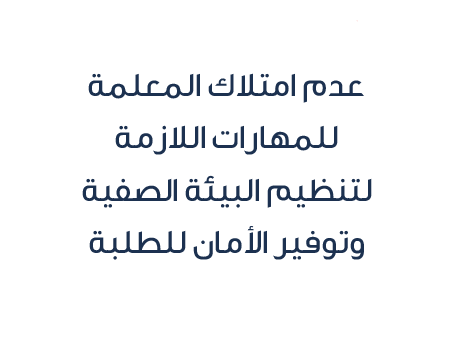 عدم امتلاك المعلمة
للمهارات اللازمة
لتنظيم البيئة الصفية
وتوفير الأمان للطلبة